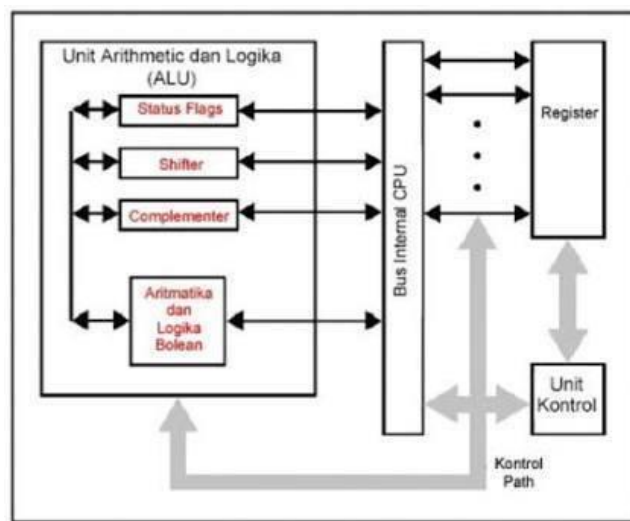 Unit Arithmetic dan Logika
(ALU)
Status Flags
Shifter
Complementer
Aritmatika
dan
Logika
Bolean
Bus Internal CPU
Register
Unit
Kontrol
Kontrol
Path